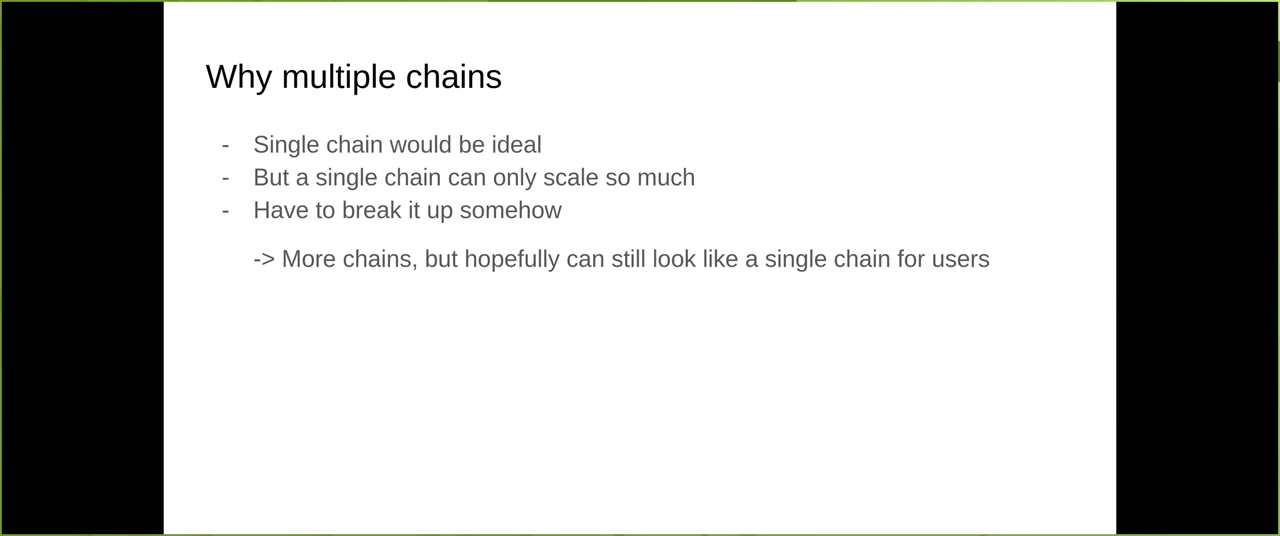 Why multiple chains
- Single chain would be ideal
- But a single chain can only scale so much
- Have to break it up somehow
-> More chains, but hopefully can still look like a single chain for users